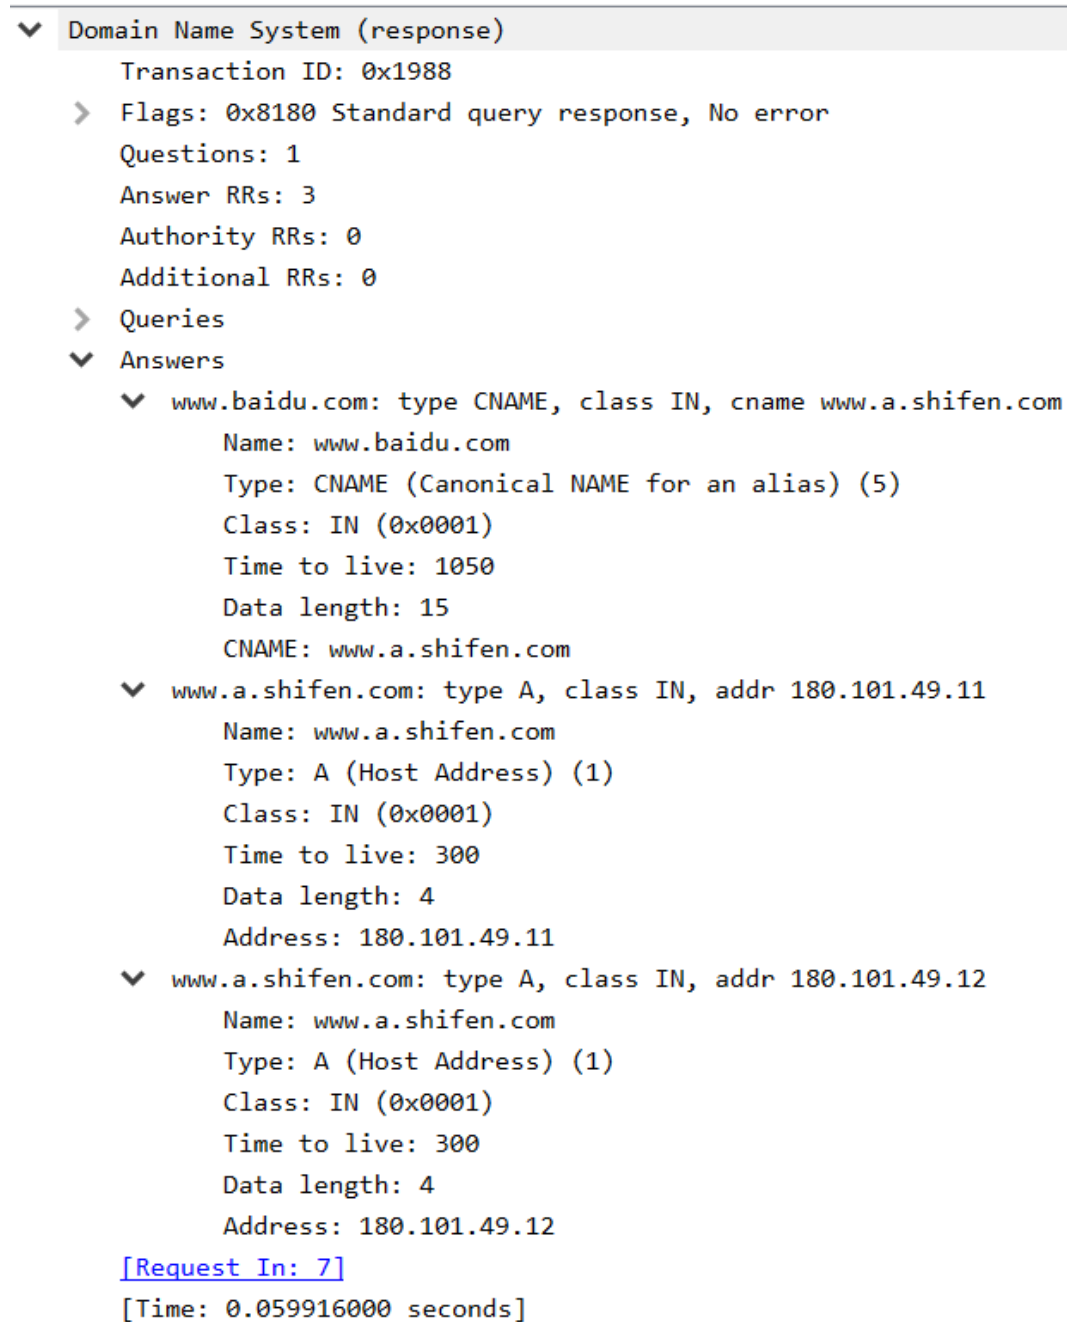 Domain Name System (response)
Transaction ID: 0x1988
Flags: 0x8180 Standard query response, No error
Questions: 1
Answer RRs: 3
Authority RRs: 0
Additional RRs: 0
Queries
Answers
www.baidu.com: type CNAME, class IN, cname www.a.shifen.com
Name: www.baidu.com
Type: CNAME (Canonical NAME for an alias) (5)
Class: IN (0x0001)
Time to live: 1050
Data length: 15
CNAME: www.a.shifen.com
www.a.shifen.com: type A, class IN, addr 180.101.49.11
Name: www.a.shifen.com
Type: A (Host Address) (1)
Class: IN (0x0001)
Time to live: 300
Data length: 4
Address: 180.101.49.11
www.a.shifen.com: type A, class IN, addr 180.101.49.12
Name: www.a.shifen.com
Type: A (Host Address) (1)
Class: IN (0x0001)
Time to live: 300
Data length: 4
Address: 180.101.49.12
[Request In: 7]
[Time: 0.059916000 seconds]